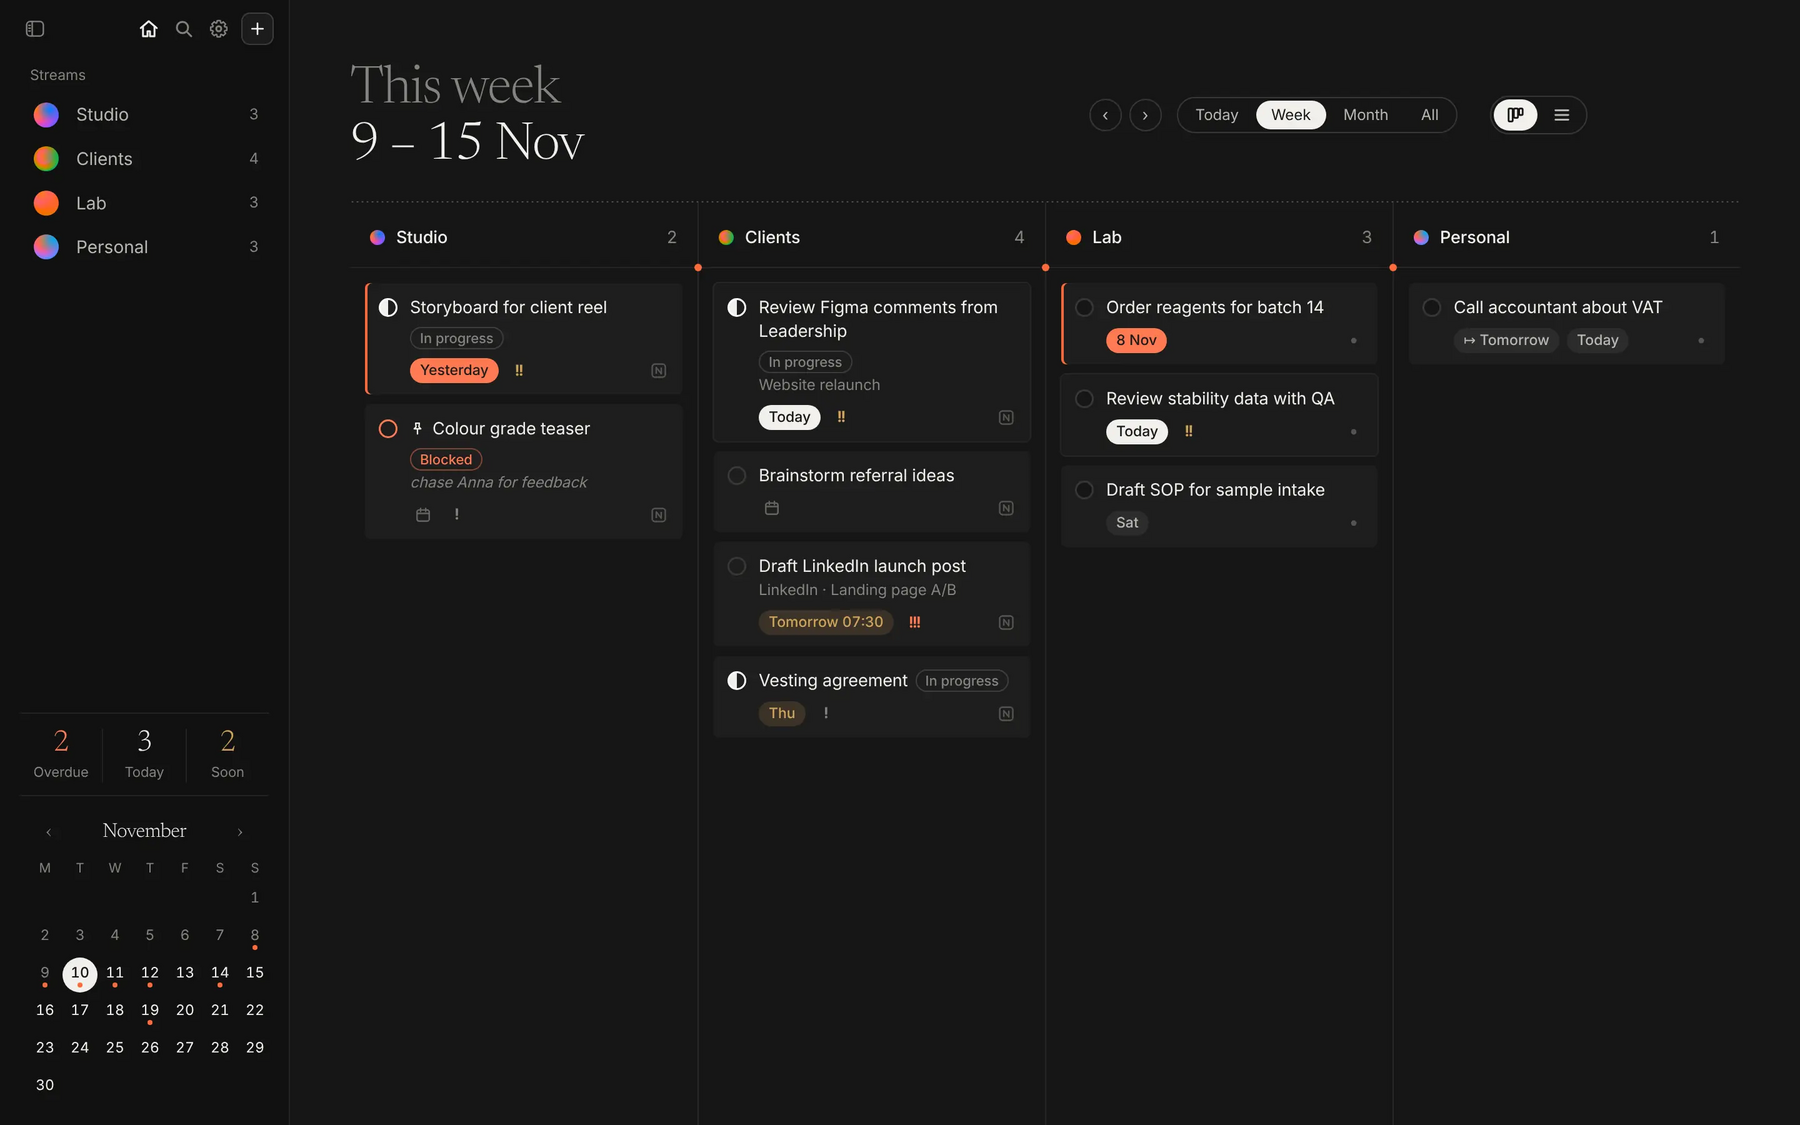 Streams
Studio 3
Clients 4
Lab 3
Personal 3
2 3 2
Overdue Today Soon
‹ November ›
M T W T F S S
1
2 3 4 5 6 7 8
9 10 11 12 13 14 15
16 17 18 19 20 21 22
23 24 25 26 27 28 29
30
This week
9 – 15 Nov
‹ › Today Week Month All
Studio 2
Storyboard for client reel
In progress
Yesterday !! N
Colour grade teaser
Blocked
chase Anna for feedback
! N
Clients 4
Review Figma comments from
Leadership
In progress
Website relaunch
Today !! N
Brainstorm referral ideas
N
Draft LinkedIn launch post
LinkedIn · Landing page A/B
Tomorrow 07:30 !!! N
Vesting agreement In progress
Thu ! N
Lab 3
Order reagents for batch 14
8 Nov
Review stability data with QA
Today !!
Draft SOP for sample intake
Sat
Personal 1
Call accountant about VAT
↦ Tomorrow Today